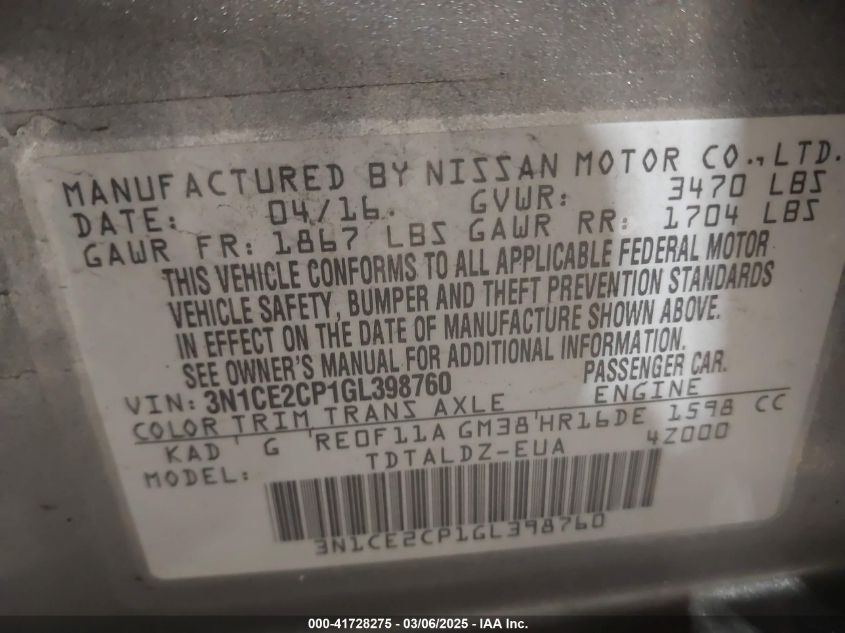 MANUFACTURED BY NISSAN MOTOR CO., LTD.
DATE: 04/16. GVWR: 3470 LBS
GAWR FR: 1867 LBS GAWR RR: 1704 LBS
THIS VEHICLE CONFORMS TO ALL APPLICABLE FEDERAL MOTOR
VEHICLE SAFETY, BUMPER AND THEFT PREVENTION STANDARDS
IN EFFECT ON THE DATE OF MANUFACTURE SHOWN ABOVE.
SEE OWNER'S MANUAL FOR ADDITIONAL INFORMATION.
VIN: 3N1CE2CP1GL398760 PASSENGER CAR.
COLOR TRIM TRANS AXLE ENGINE
KAD G RE0F11A GM38 HR16DE 1598 CC
MODEL: TDTALDZ-EUA 4Z000
3N1CE2CP1GL398760
000-41728275 - 03/06/2025 - IAA Inc.